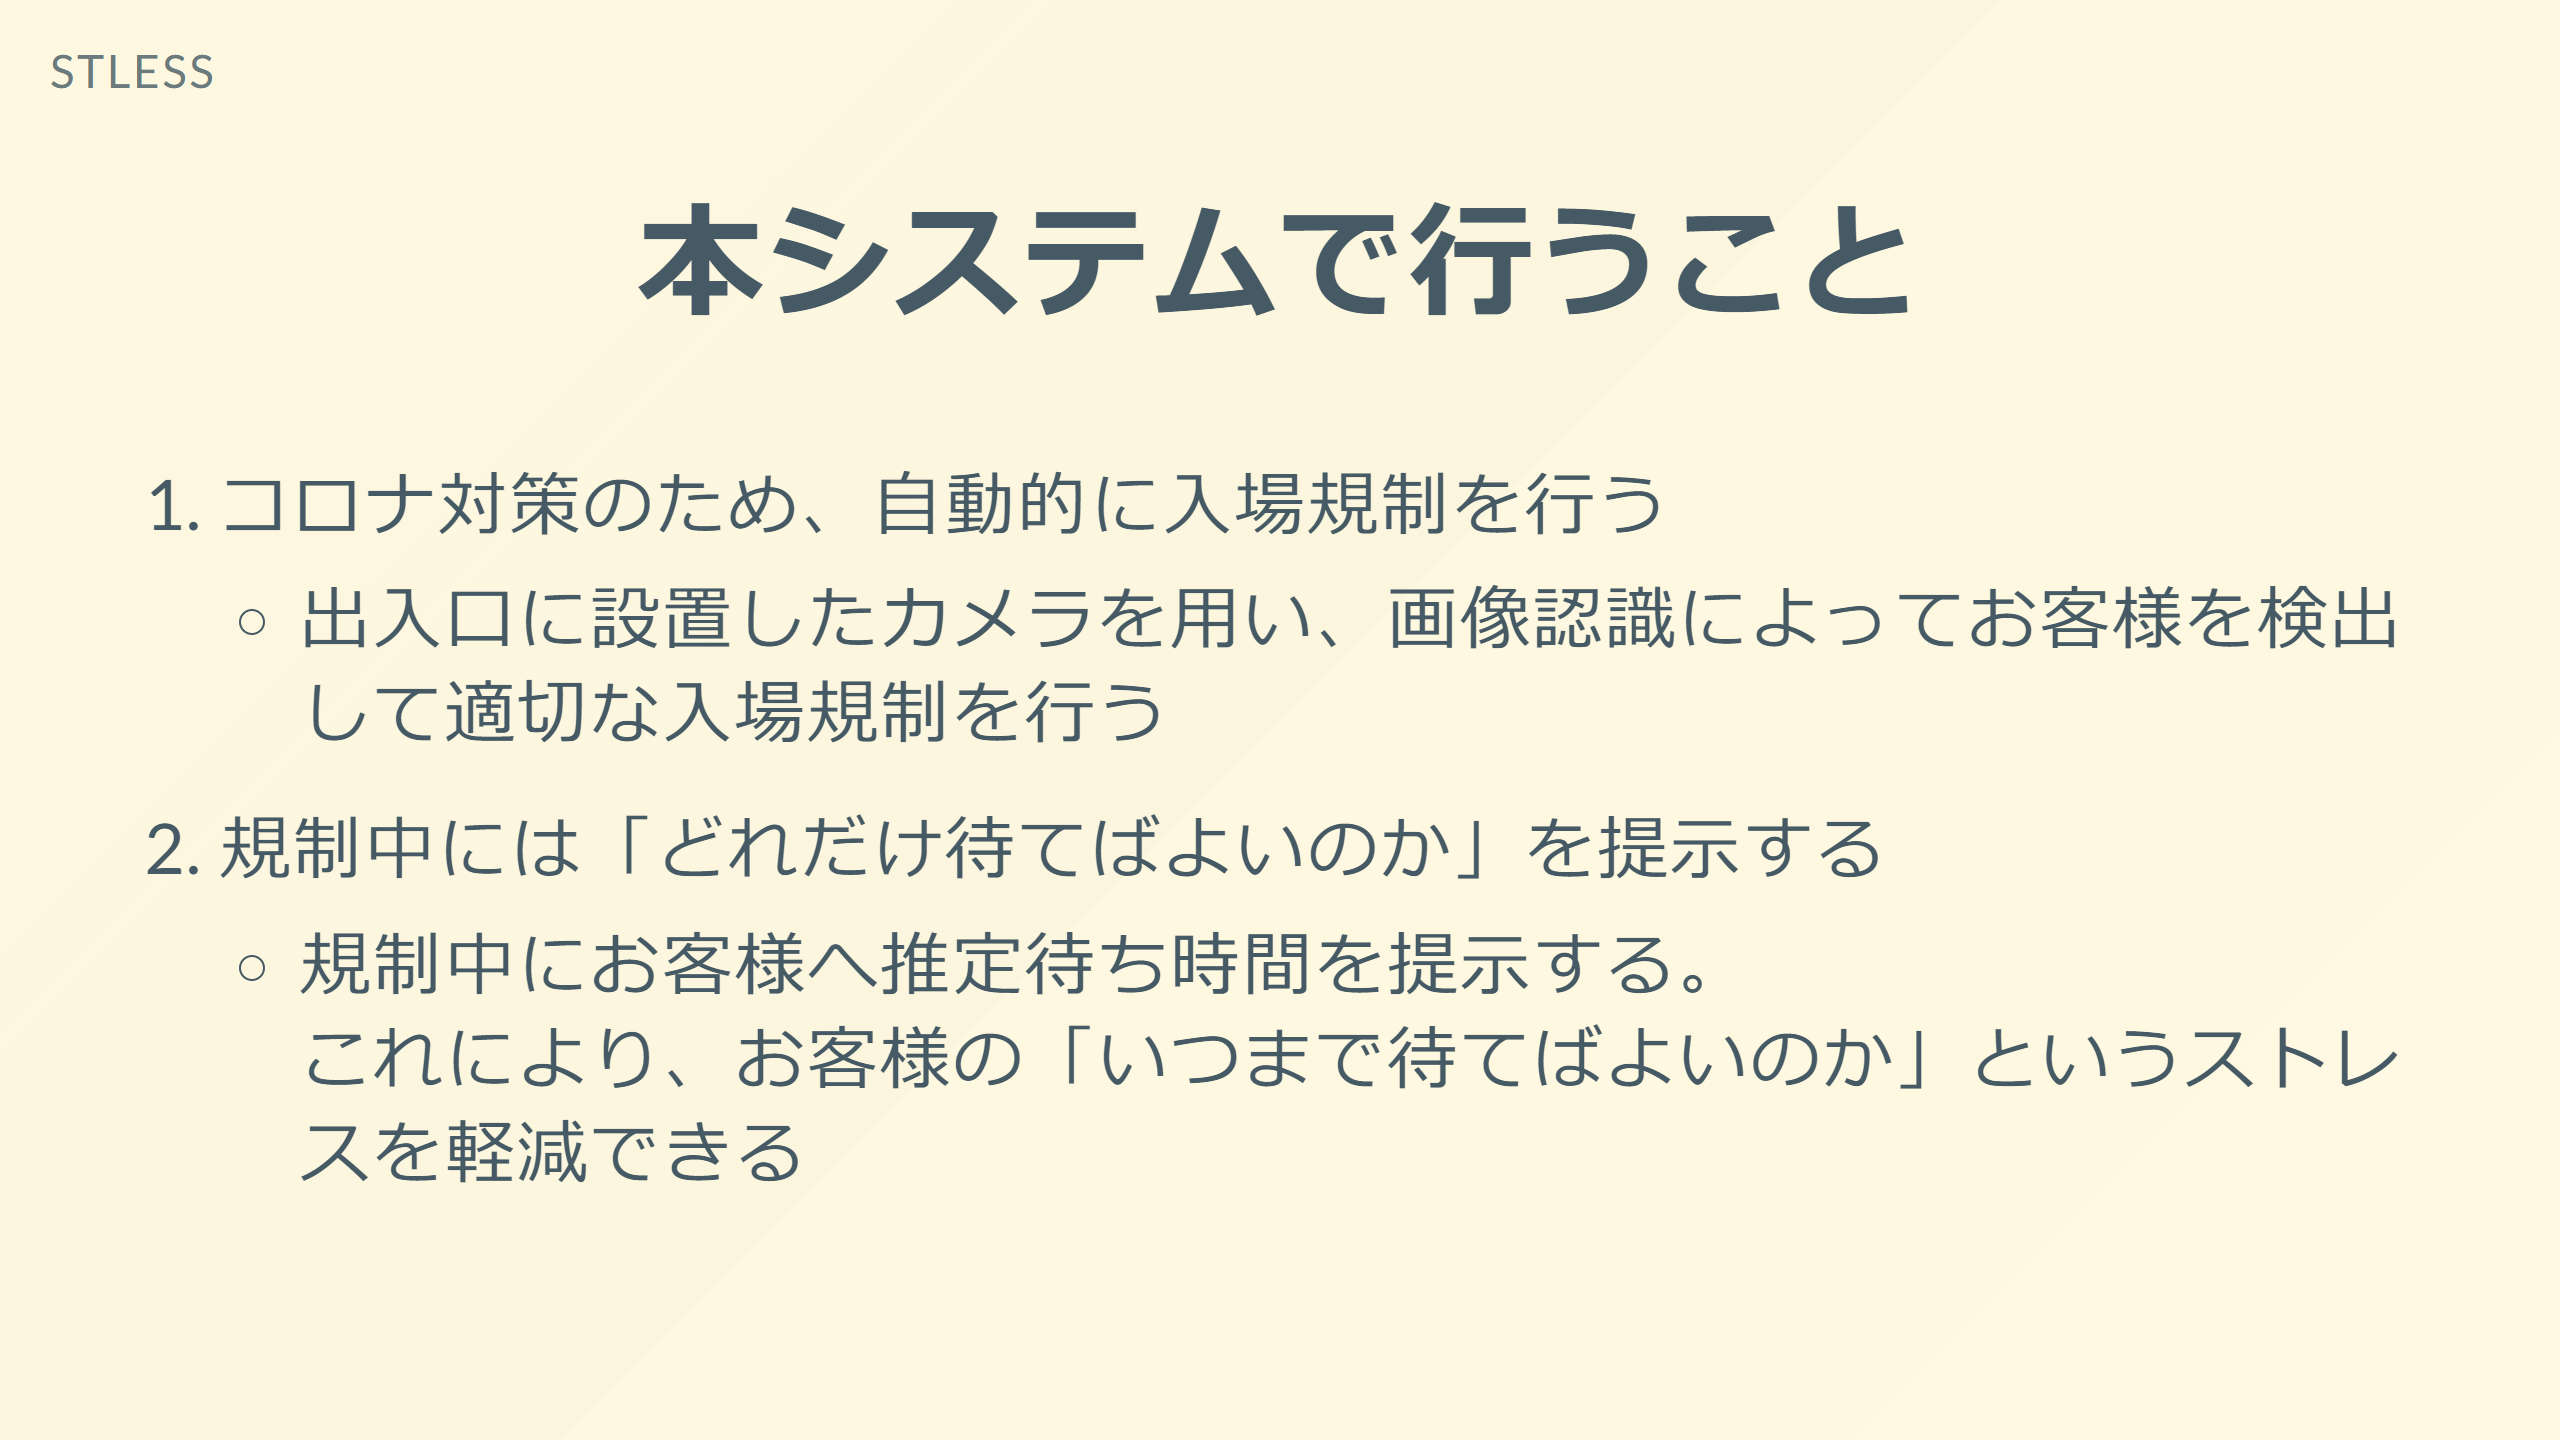 STLESS
本システムで行うこと
1. コロナ対策のため、自動的に入場規制を行う
○ 出入口に設置したカメラを用い、画像認識によってお客様を検出
して適切な入場規制を行う
2. 規制中には「どれだけ待てばよいのか」を提示する
○ 規制中にお客様へ推定待ち時間を提示する。
これにより、お客様の「いつまで待てばよいのか」というストレ
スを軽減できる